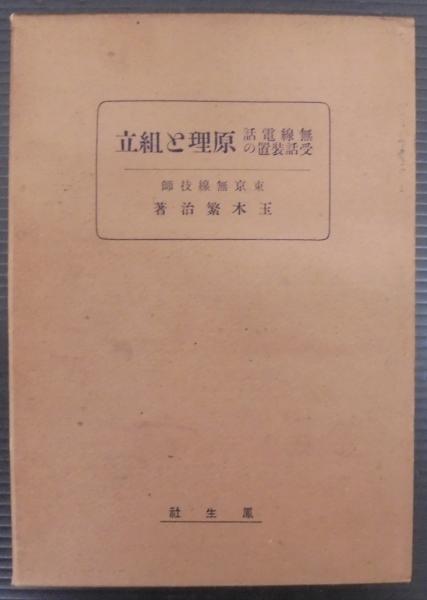 無線電話
受話装置の
原理と組立
東京無線技師
玉木繁治著
鳳生社